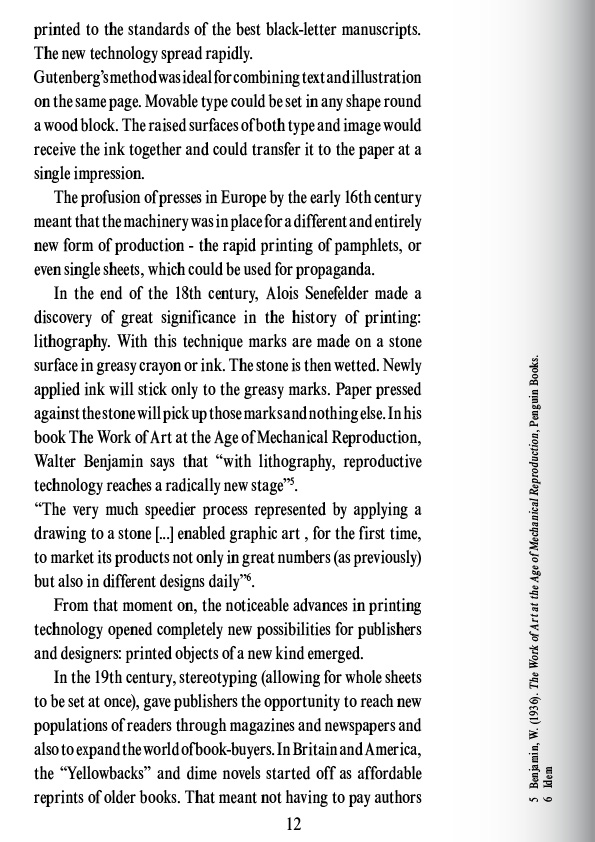 printed to the standards of the best black-letter manuscripts.
The new technology spread rapidly.
Gutenberg's method was ideal for combining text and illustration
on the same page. Movable type could be set in any shape round
a wood block. The raised surfaces of both type and image would
receive the ink together and could transfer it to the paper at a
single impression.
The profusion of presses in Europe by the early 16th century
meant that the machinery was in place for a different and entirely
new form of production - the rapid printing of pamphlets, or
even single sheets, which could be used for propaganda.
In the end of the 18th century, Alois Senefelder made a
discovery of great significance in the history of printing:
lithography. With this technique marks are made on a stone
surface in greasy crayon or ink. The stone is then wetted. Newly
applied ink will stick only to the greasy marks. Paper pressed
against the stone will pick up those marks and nothing else. In his
book The Work of Art at the Age of Mechanical Reproduction,
Walter Benjamin says that “with lithography, reproductive
technology reaches a radically new stage”5.
“The very much speedier process represented by applying a
drawing to a stone [...] enabled graphic art , for the first time,
to market its products not only in great numbers (as previously)
but also in different designs daily”6.
From that moment on, the noticeable advances in printing
technology opened completely new possibilities for publishers
and designers: printed objects of a new kind emerged.
In the 19th century, stereotyping (allowing for whole sheets
to be set at once), gave publishers the opportunity to reach new
populations of readers through magazines and newspapers and
also to expand the world of book-buyers. In Britain and America,
the “Yellowbacks” and dime novels started off as affordable
reprints of older books. That meant not having to pay authors
12
5 Benjamin, W. (1936). The Work of Art at the Age of Mechanical Reproduction, Penguin Books.
6 Idem